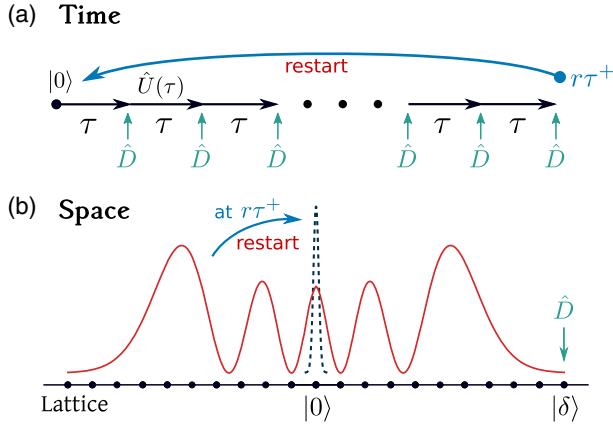 (a) Time
|0⟩ Û(τ) restart rτ⁺
τ τ τ τ τ
D̂ D̂ D̂ D̂ D̂ D̂
(b) Space
at rτ⁺
restart
D̂
Lattice |0⟩ |δ⟩